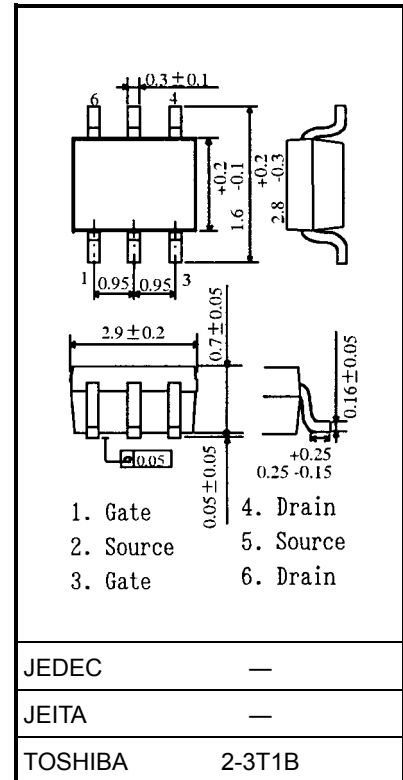 0.3±0.1
6 4
+0.2
1.6 -0.1
+0.2
2.8 -0.3
1 0.95 0.95 3
2.9±0.2
0.7±0.05
0.16±0.05
0.05
0.05±0.05
+0.25
0.25 -0.15
1. Gate 4. Drain
2. Source 5. Source
3. Gate 6. Drain
JEDEC —
JEITA —
TOSHIBA 2-3T1B